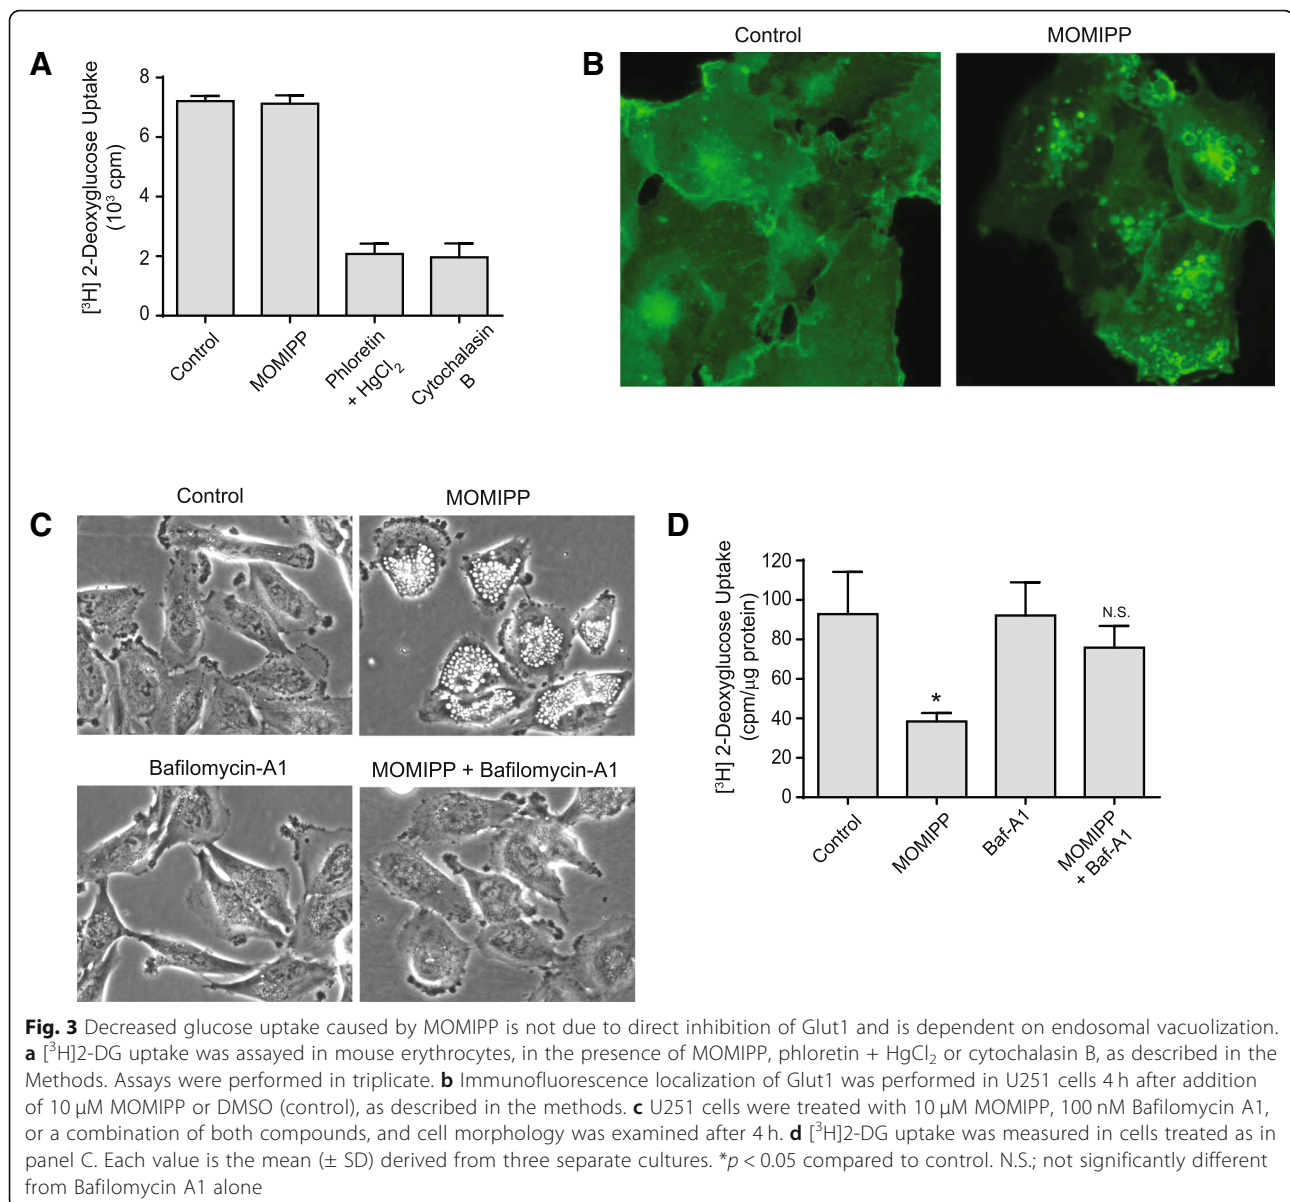 A
[³H] 2-Deoxyglucose Uptake
(10³ cpm)
8
6
4
2
0
Control
MOMIPP
Phloretin
+ HgCl₂
Cytochalasin
B
B
Control
MOMIPP
C
Control
MOMIPP
Bafilomycin-A1
MOMIPP + Bafilomycin-A1
D
[³H] 2-Deoxyglucose Uptake
(cpm/µg protein)
120
100
80
60
40
20
0
*
N.S.
Control
MOMIPP
Baf-A1
MOMIPP
+ Baf-A1
Fig. 3 Decreased glucose uptake caused by MOMIPP is not due to direct inhibition of Glut1 and is dependent on endosomal vacuolization.
a [³H]2-DG uptake was assayed in mouse erythrocytes, in the presence of MOMIPP, phloretin + HgCl₂ or cytochalasin B, as described in the
Methods. Assays were performed in triplicate. b Immunofluorescence localization of Glut1 was performed in U251 cells 4 h after addition
of 10 µM MOMIPP or DMSO (control), as described in the methods. c U251 cells were treated with 10 µM MOMIPP, 100 nM Bafilomycin A1,
or a combination of both compounds, and cell morphology was examined after 4 h. d [³H]2-DG uptake was measured in cells treated as in
panel C. Each value is the mean (± SD) derived from three separate cultures. *p < 0.05 compared to control. N.S.; not significantly different
from Bafilomycin A1 alone